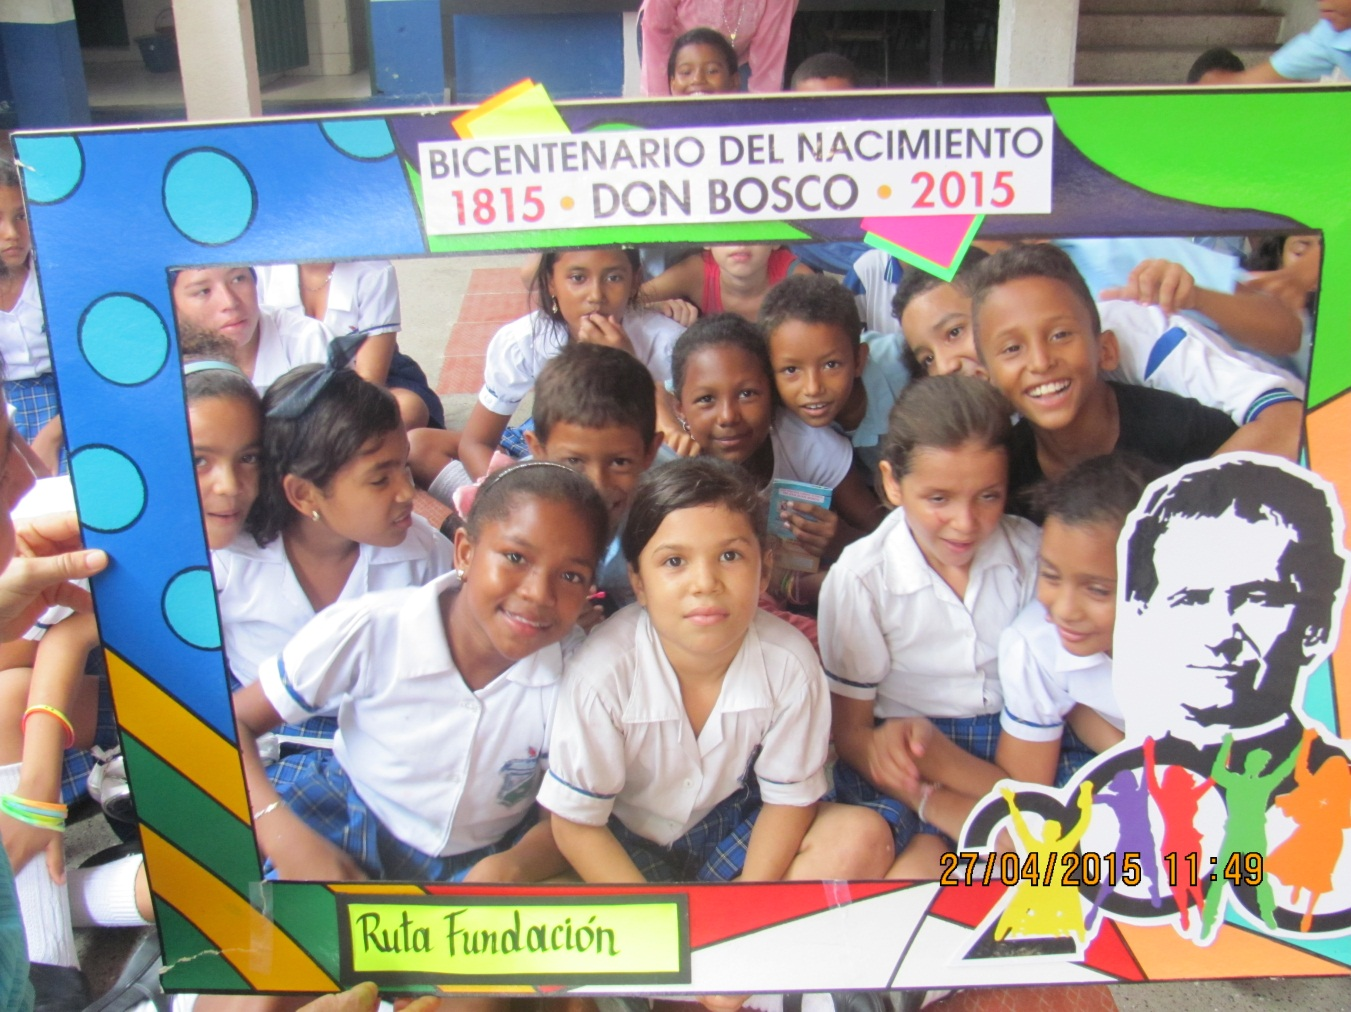 BICENTENARIO DEL NACIMIENTO
1815 • DON BOSCO • 2015
27/04/2015 11:49
Ruta Fundación